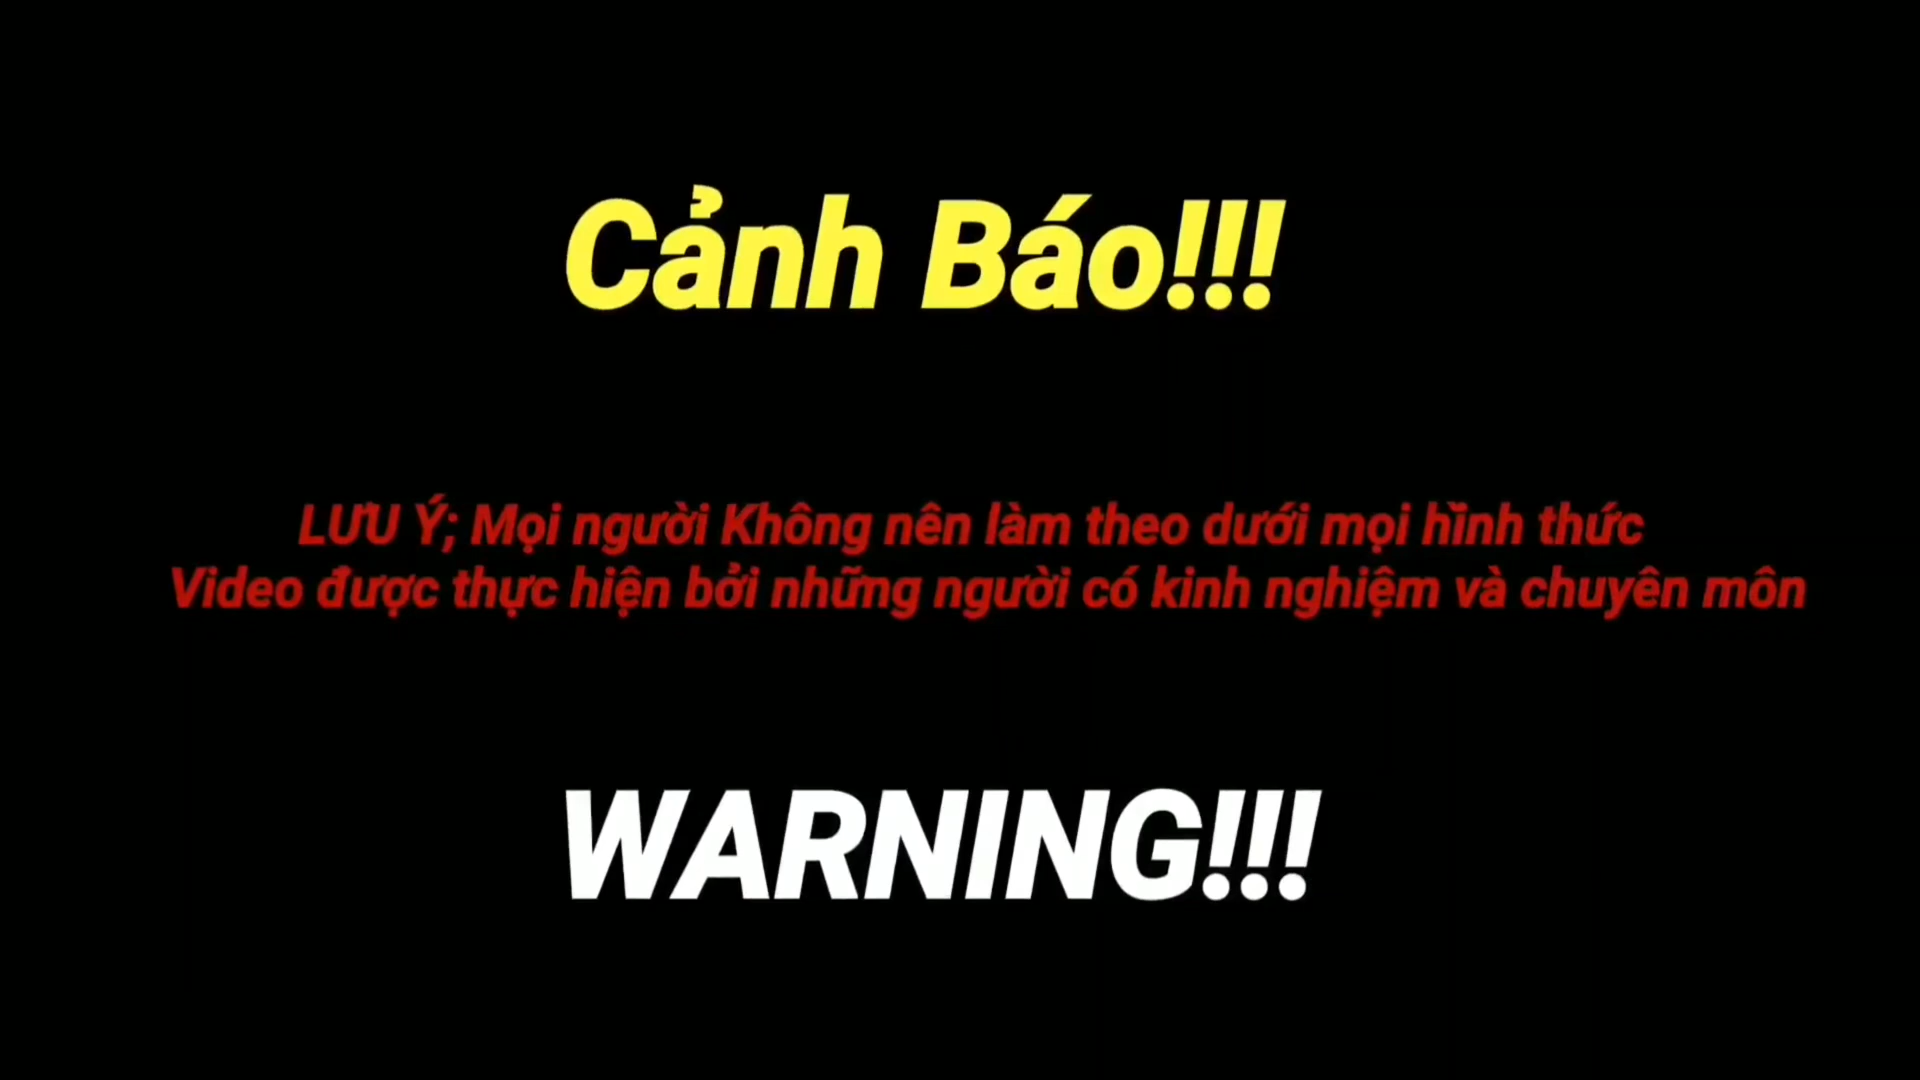 Cảnh Báo!!!
LƯU Ý; Mọi người Không nên làm theo dưới mọi hình thức
Video được thực hiện bởi những người có kinh nghiệm và chuyên môn
WARNING!!!